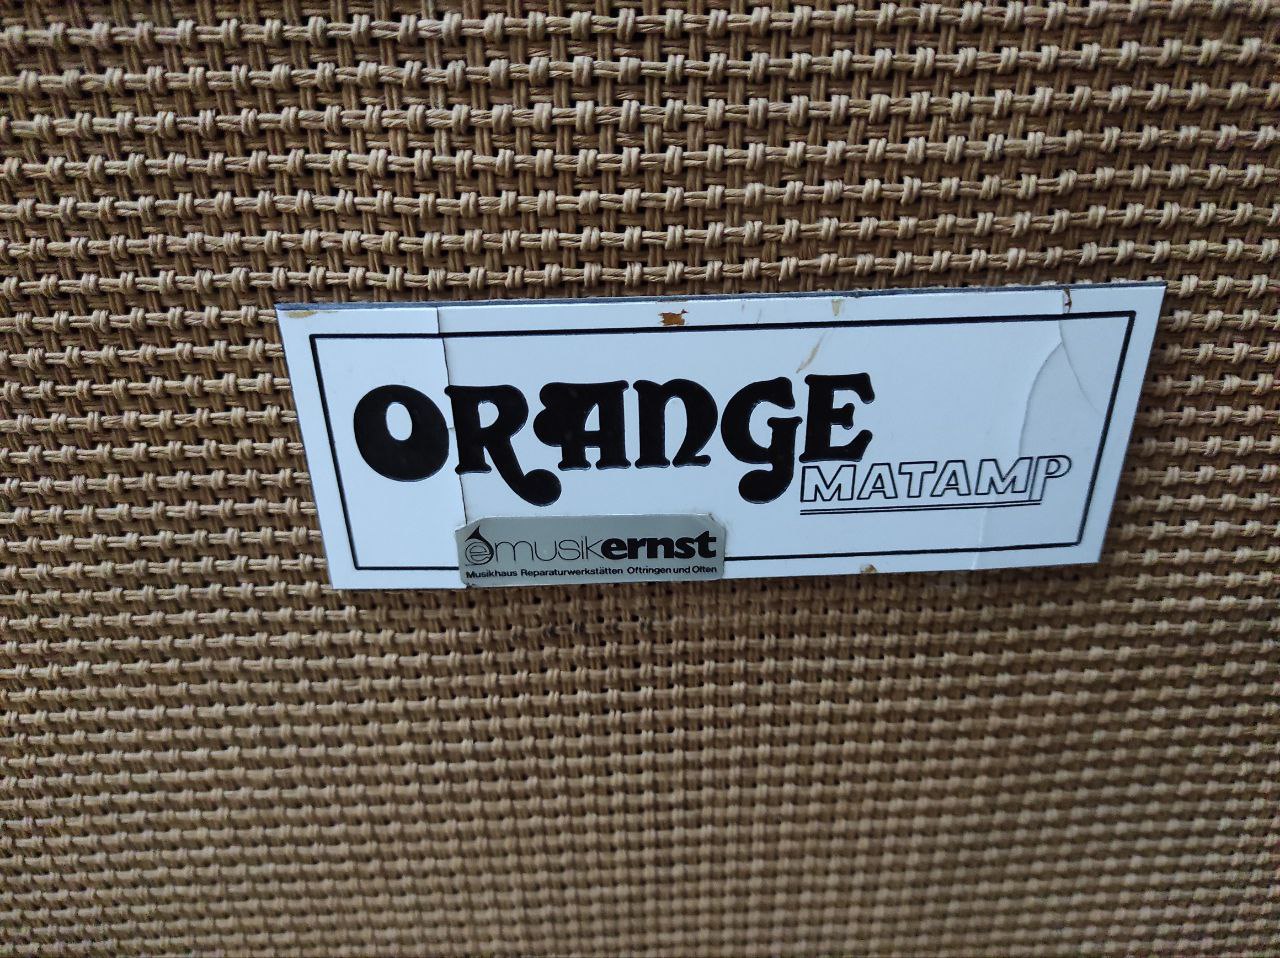 ORANGE
MATAMP
e musikernst
Musikhaus Reparaturwerkstätten Oftringen und Olten